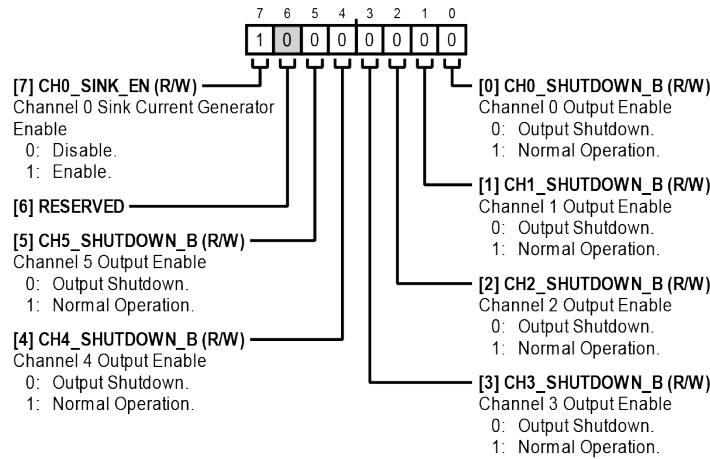 7 6 5 4 3 2 1 0
1 0 0 0 0 0 0 0
[7] CH0_SINK_EN (R/W)
Channel 0 Sink Current Generator
Enable
0: Disable.
1: Enable.
[6] RESERVED
[5] CH5_SHUTDOWN_B (R/W)
Channel 5 Output Enable
0: Output Shutdown.
1: Normal Operation.
[4] CH4_SHUTDOWN_B (R/W)
Channel 4 Output Enable
0: Output Shutdown.
1: Normal Operation.
[0] CH0_SHUTDOWN_B (R/W)
Channel 0 Output Enable
0: Output Shutdown.
1: Normal Operation.
[1] CH1_SHUTDOWN_B (R/W)
Channel 1 Output Enable
0: Output Shutdown.
1: Normal Operation.
[2] CH2_SHUTDOWN_B (R/W)
Channel 2 Output Enable
0: Output Shutdown.
1: Normal Operation.
[3] CH3_SHUTDOWN_B (R/W)
Channel 3 Output Enable
0: Output Shutdown.
1: Normal Operation.